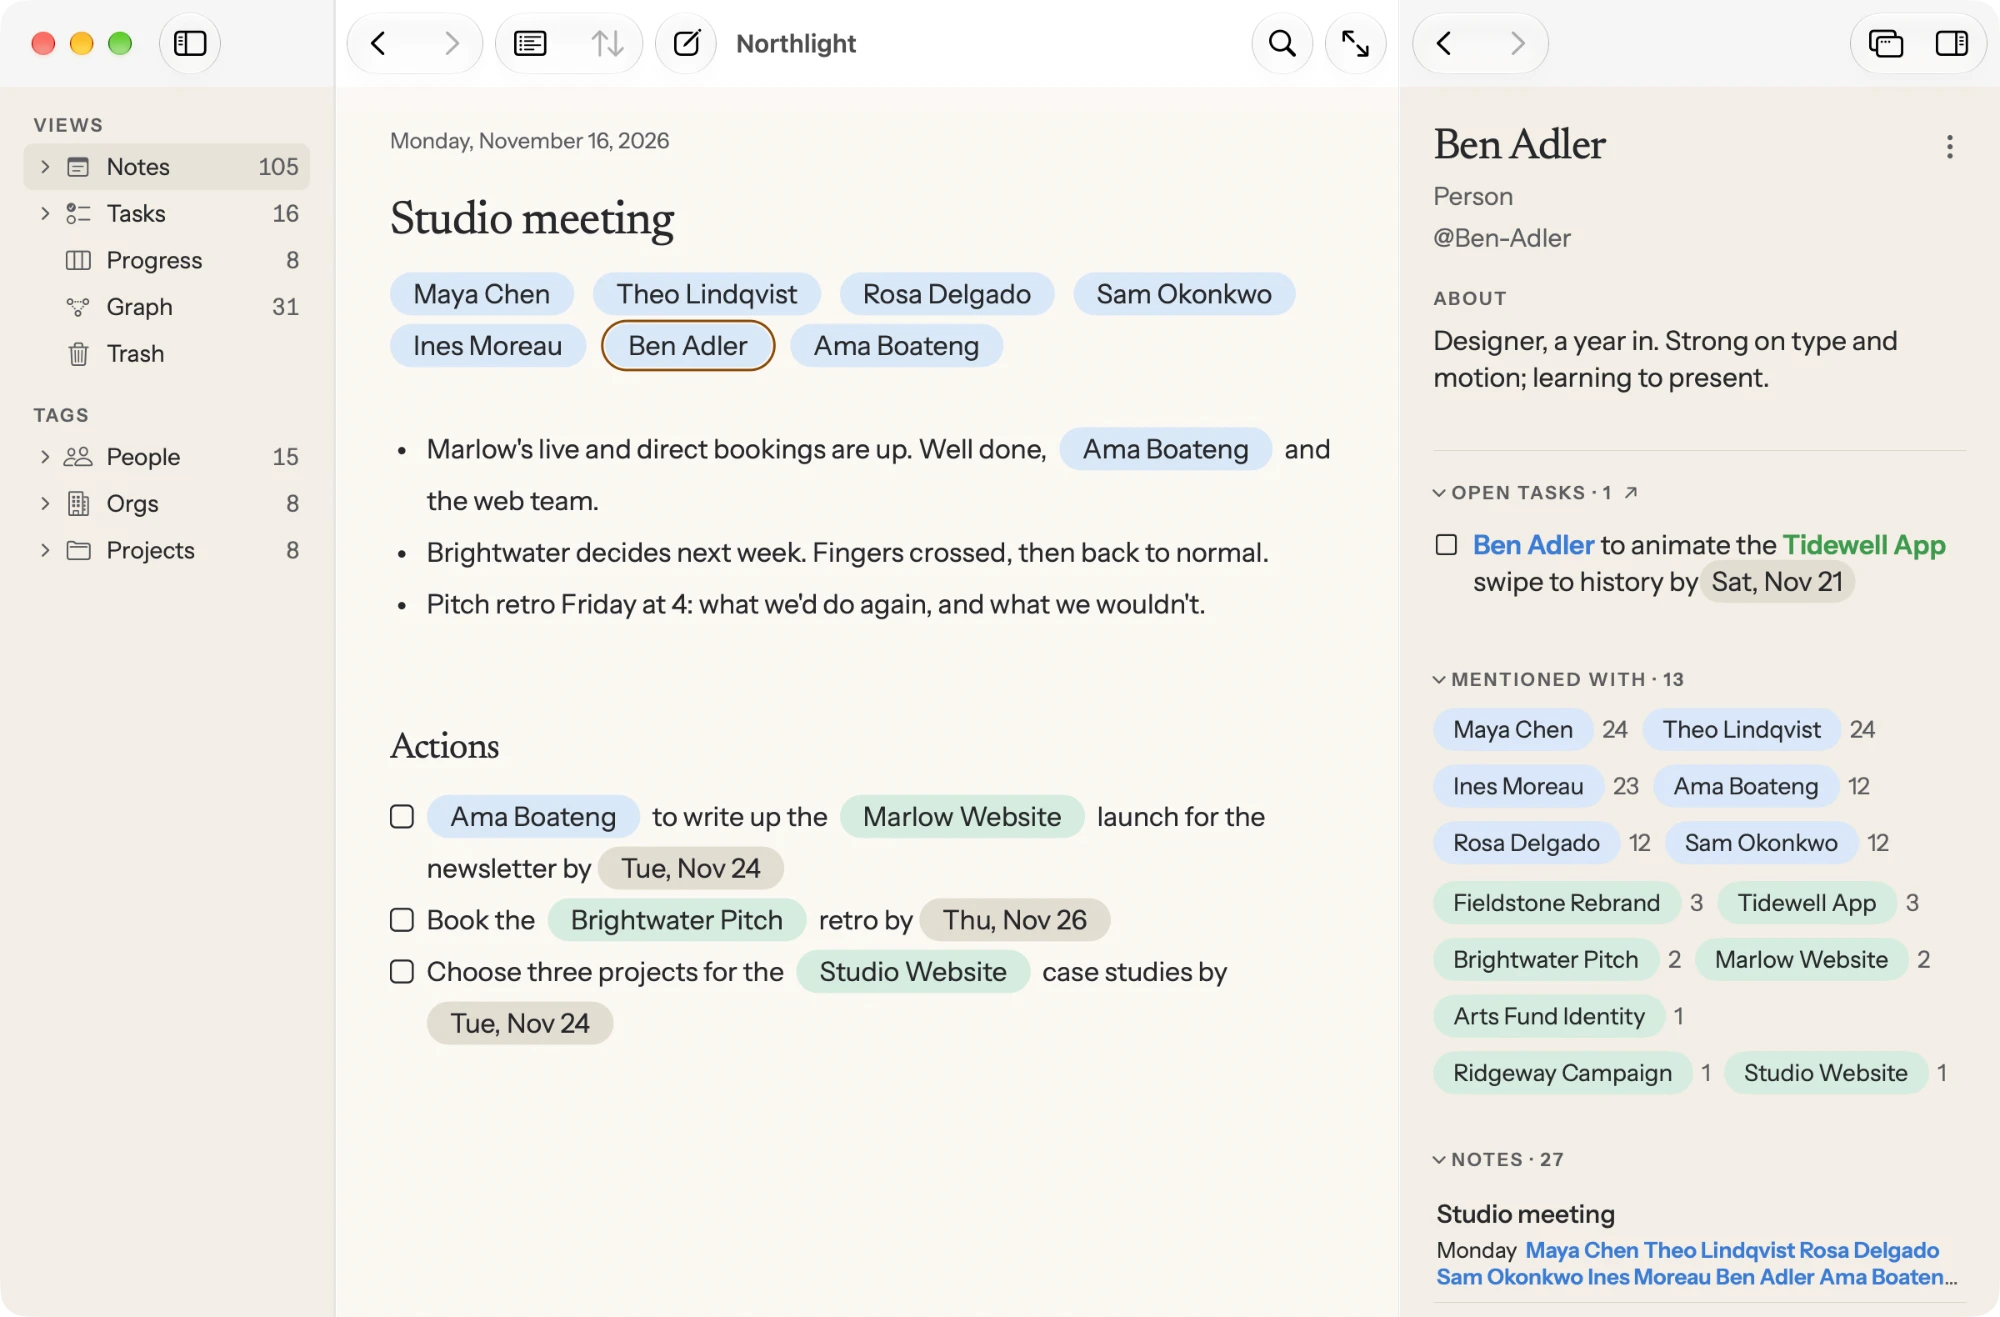 Northlight
VIEWS
Notes 105
Tasks 16
Progress 8
Graph 31
Trash
TAGS
People 15
Orgs 8
Projects 8
Monday, November 16, 2026
Studio meeting
Maya Chen Theo Lindqvist Rosa Delgado Sam Okonkwo
Ines Moreau Ben Adler Ama Boateng
• Marlow's live and direct bookings are up. Well done, Ama Boateng and
the web team.
• Brightwater decides next week. Fingers crossed, then back to normal.
• Pitch retro Friday at 4: what we'd do again, and what we wouldn't.
Actions
Ama Boateng to write up the Marlow Website launch for the
newsletter by Tue, Nov 24
Book the Brightwater Pitch retro by Thu, Nov 26
Choose three projects for the Studio Website case studies by
Tue, Nov 24
Ben Adler
Person
@Ben-Adler
ABOUT
Designer, a year in. Strong on type and
motion; learning to present.
OPEN TASKS · 1
Ben Adler to animate the Tidewell App
swipe to history by Sat, Nov 21
MENTIONED WITH · 13
Maya Chen 24 Theo Lindqvist 24
Ines Moreau 23 Ama Boateng 12
Rosa Delgado 12 Sam Okonkwo 12
Fieldstone Rebrand 3 Tidewell App 3
Brightwater Pitch 2 Marlow Website 2
Arts Fund Identity 1
Ridgeway Campaign 1 Studio Website 1
NOTES · 27
Studio meeting
Monday Maya Chen Theo Lindqvist Rosa Delgado
Sam Okonkwo Ines Moreau Ben Adler Ama Boaten...